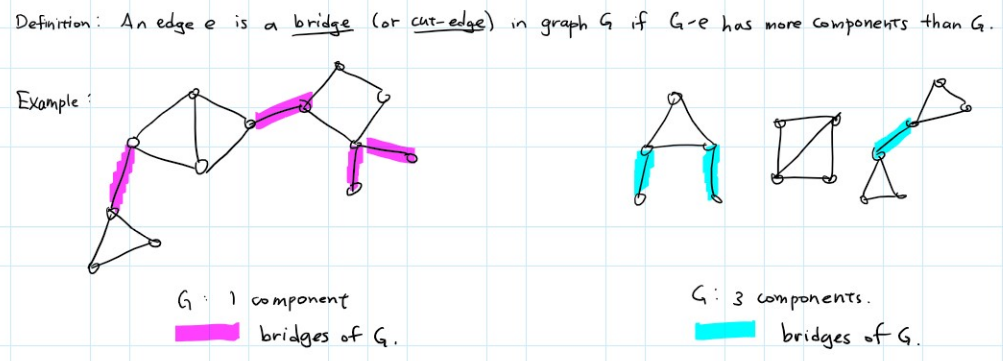 Definition: An edge e is a bridge (or cut-edge) in graph G if G-e has more components than G.
Example:
G: 1 component
bridges of G.
G: 3 components.
bridges of G.